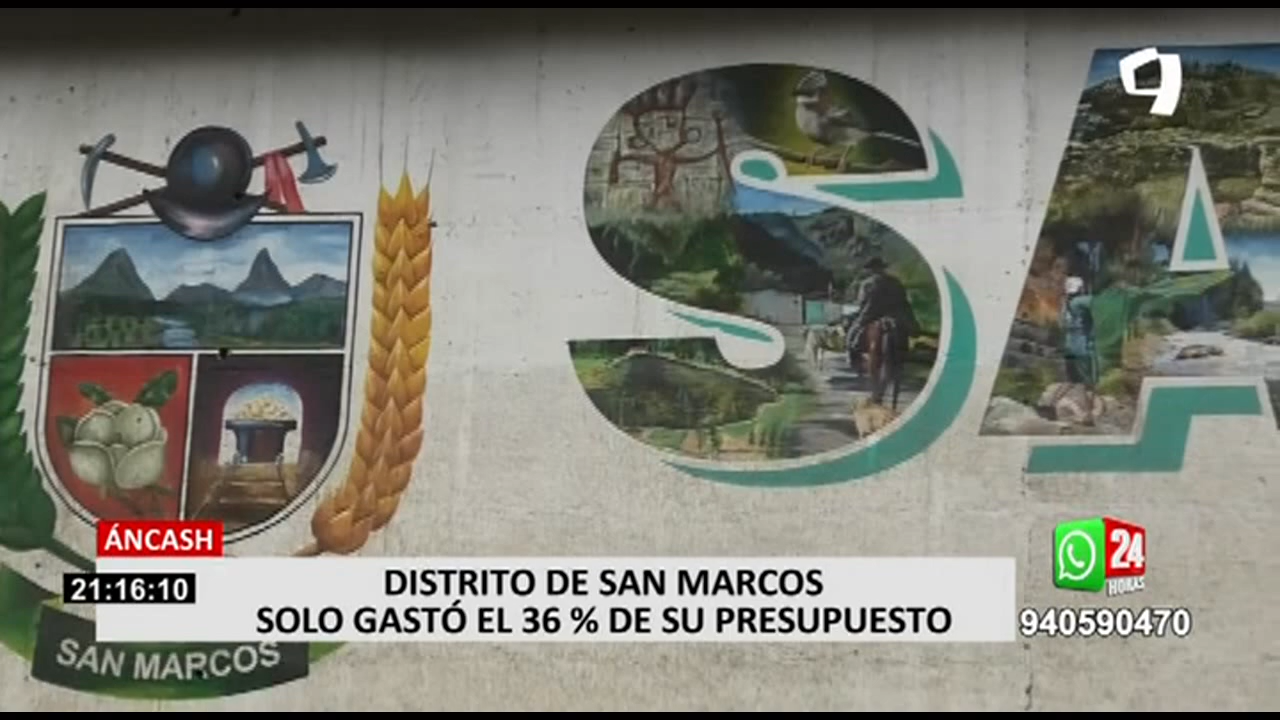 SA
SAN MARCOS
ÁNCASH
21:16:10
DISTRITO DE SAN MARCOS
SOLO GASTÓ EL 36 % DE SU PRESUPUESTO
24
HORAS
940590470